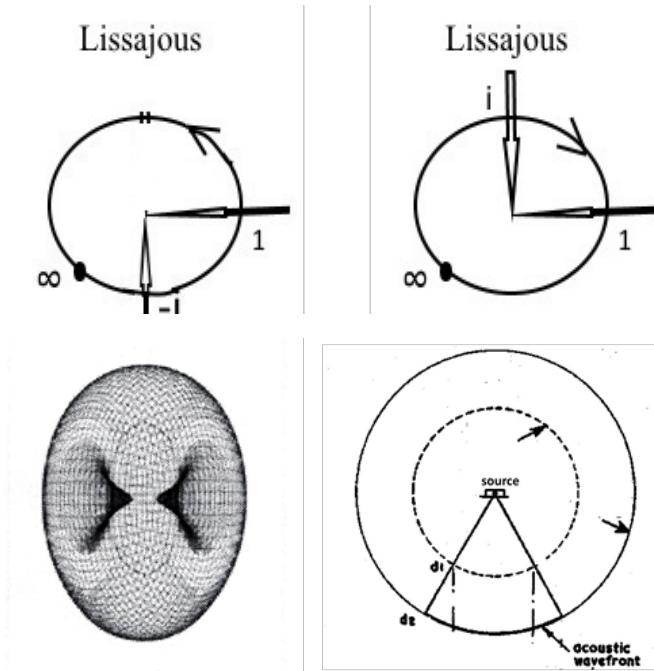 Lissajous
∞
1
-i
Lissajous
i
∞
1
source
d1
d2
acoustic
wavefront